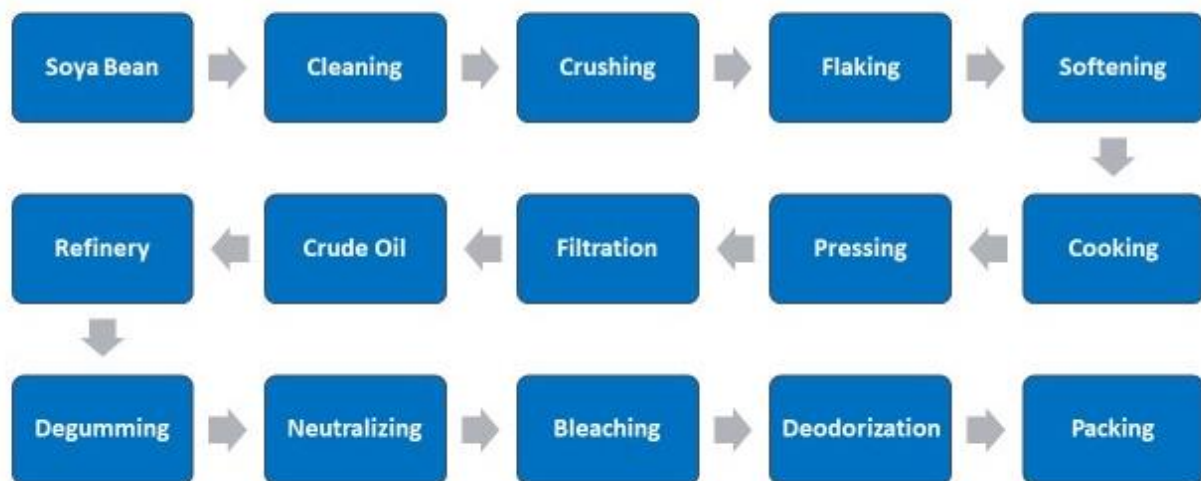 Soya Bean
Cleaning
Crushing
Flaking
Softening
Cooking
Pressing
Filtration
Crude Oil
Refinery
Degumming
Neutralizing
Bleaching
Deodorization
Packing